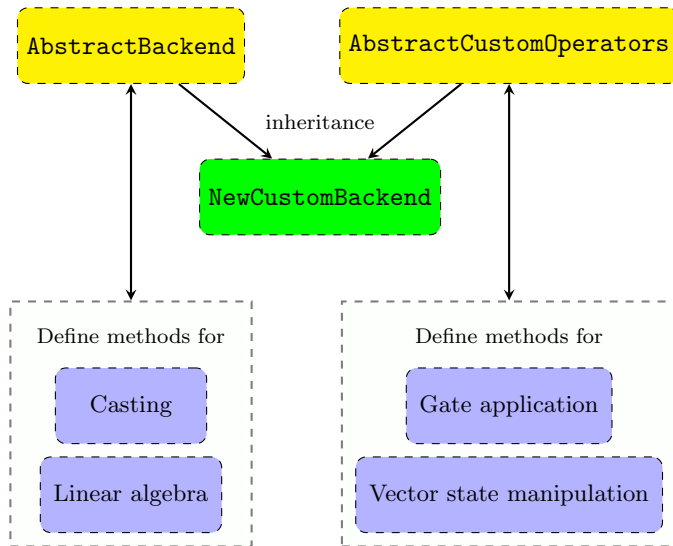 AbstractBackend
AbstractCustomOperators
inheritance
NewCustomBackend
Define methods for
Casting
Linear algebra
Define methods for
Gate application
Vector state manipulation